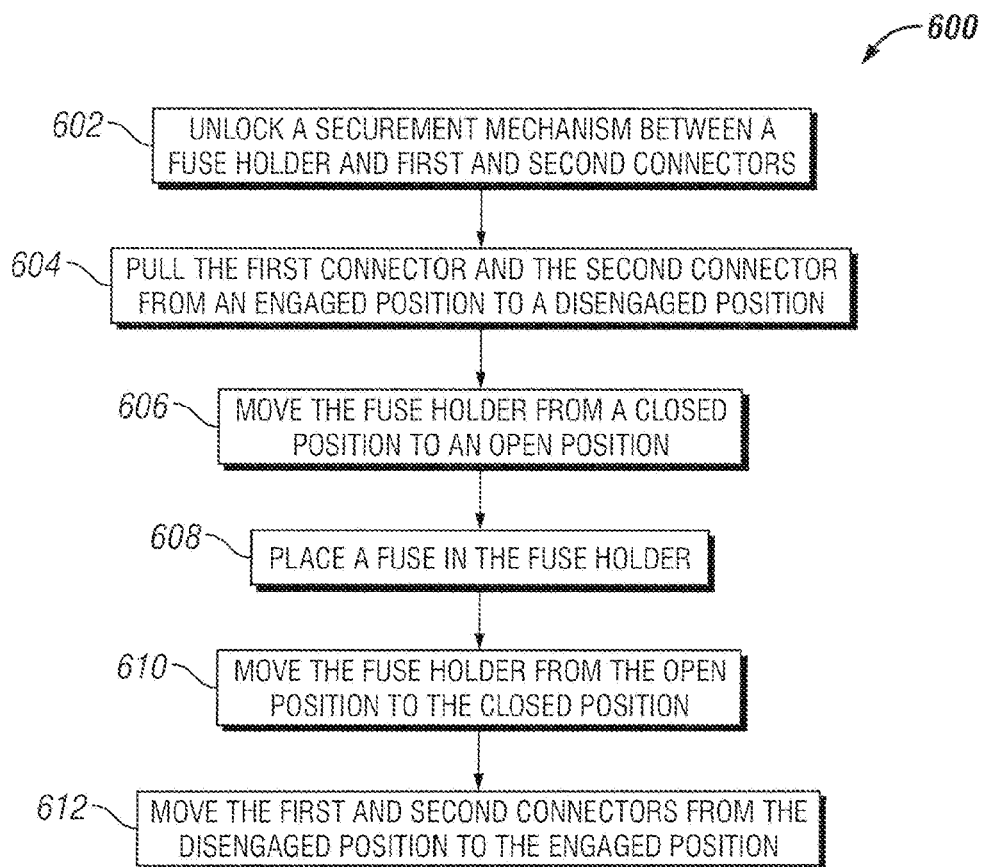 600
602
UNLOCK A SECUREMENT MECHANISM BETWEEN A
FUSE HOLDER AND FIRST AND SECOND CONNECTORS
604
PULL THE FIRST CONNECTOR AND THE SECOND CONNECTOR
FROM AN ENGAGED POSITION TO A DISENGAGED POSITION
606
MOVE THE FUSE HOLDER FROM A CLOSED
POSITION TO AN OPEN POSITION
608
PLACE A FUSE IN THE FUSE HOLDER
610
MOVE THE FUSE HOLDER FROM THE OPEN
POSITION TO THE CLOSED POSITION
612
MOVE THE FIRST AND SECOND CONNECTORS FROM THE
DISENGAGED POSITION TO THE ENGAGED POSITION